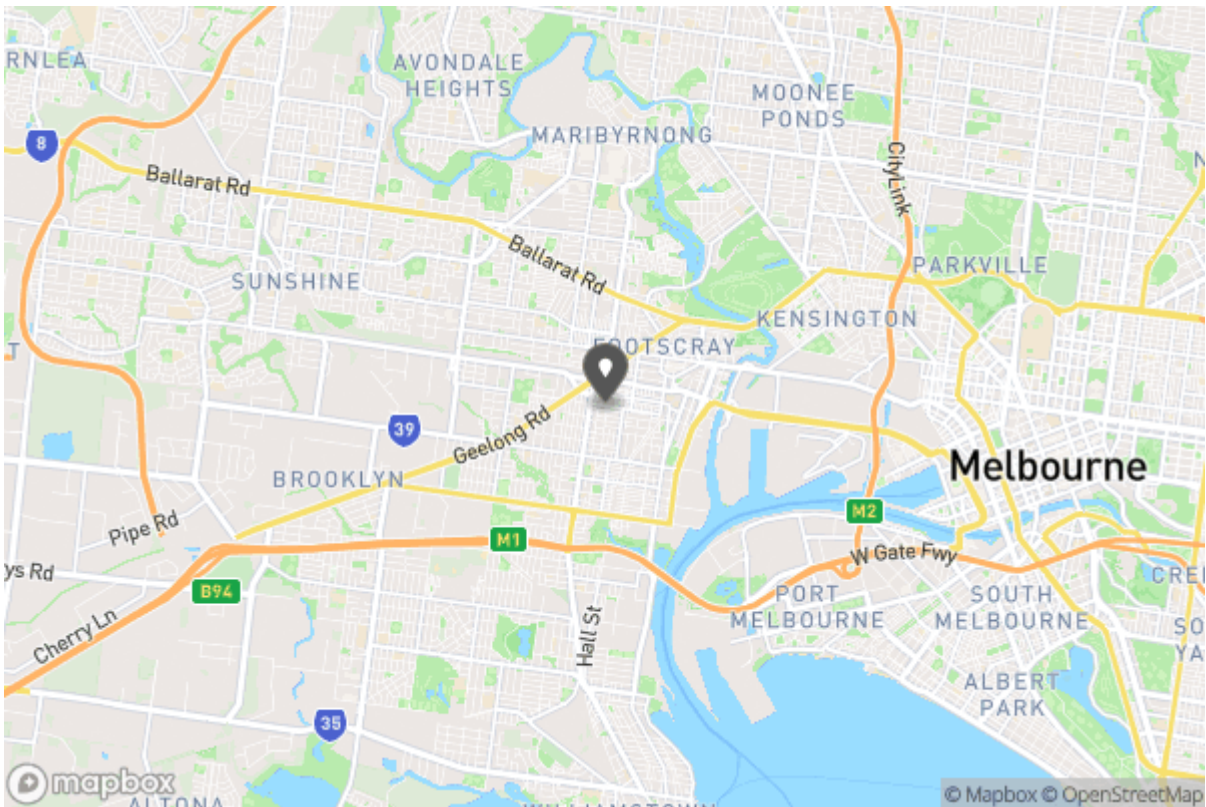 RNLEA
AVONDALE
HEIGHTS
MOONEE
PONDS
MARIBYRNONG
8
CityLink
N
Ballarat Rd
Ballarat Rd
SUNSHINE
PARKVILLE
KENSINGTON
FOOTSCRAY
T
39
Geelong Rd
BROOKLYN
Melbourne
Pipe Rd
M2
M1
W Gate Fwy
ys Rd
B94
CRE
PORT
MELBOURNE
SOUTH
MELBOURNE
Cherry Ln
Hall St
SO
YA
ALBERT
PARK
35
mapbox
ALTONA
WILLIAMSTOWN
© Mapbox © OpenStreetMap